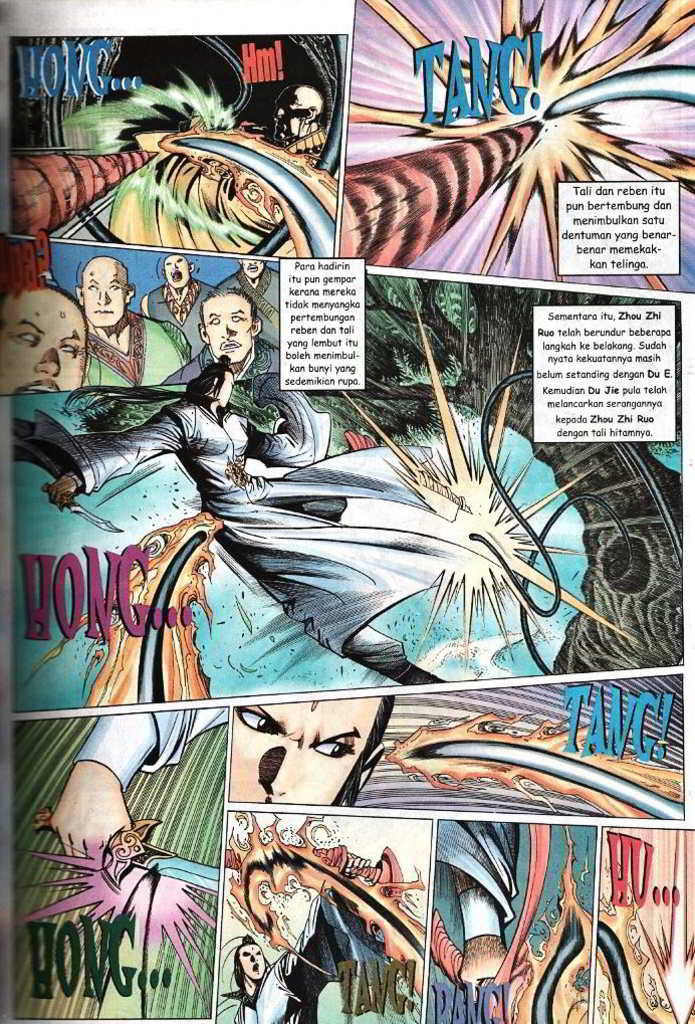 HONG...
Hm!
TANG!
Tali dan reben itu
pun bertembung dan
menimbulkan satu
dentuman yang benar-
benar memekak-
kan telinga.
Para hadirin
itu pun gempar
kerana mereka
tidak menyangka
pertembungan
reben dan tali
yang lembut itu
boleh menimbul-
kan bunyi yang
sedemikian rupa.
Sementara itu, Zhou Zhi
Ruo telah berundur beberapa
langkah ke belakang. Sudah
nyata kekuatannya masih
belum setanding dengan Du E.
Kemudian Du Jie pula telah
melancarkan serangannya
kepada Zhou Zhi Ruo
dengan tali hitamnya.
HONG...
TANG!
HONG...
TANG!
HU...